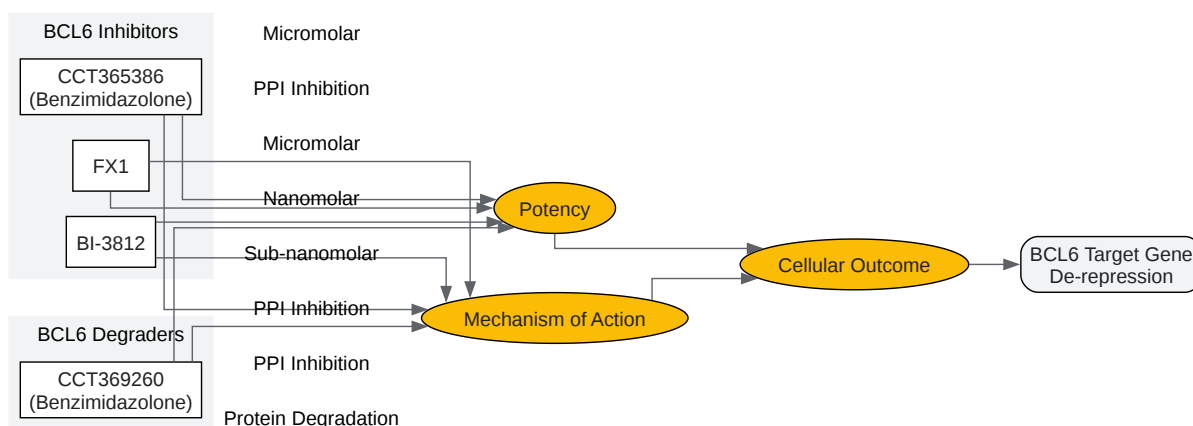 BCL6 Inhibitors
CCT365386
(Benzimidazolone)
FX1
BI-3812
BCL6 Degraders
CCT369260
(Benzimidazolone)
Micromolar
PPI Inhibition
Micromolar
Nanomolar
Sub-nanomolar
PPI Inhibition
PPI Inhibition
Protein Degradation
Potency
Mechanism of Action
Cellular Outcome
BCL6 Target Gene
De-repression